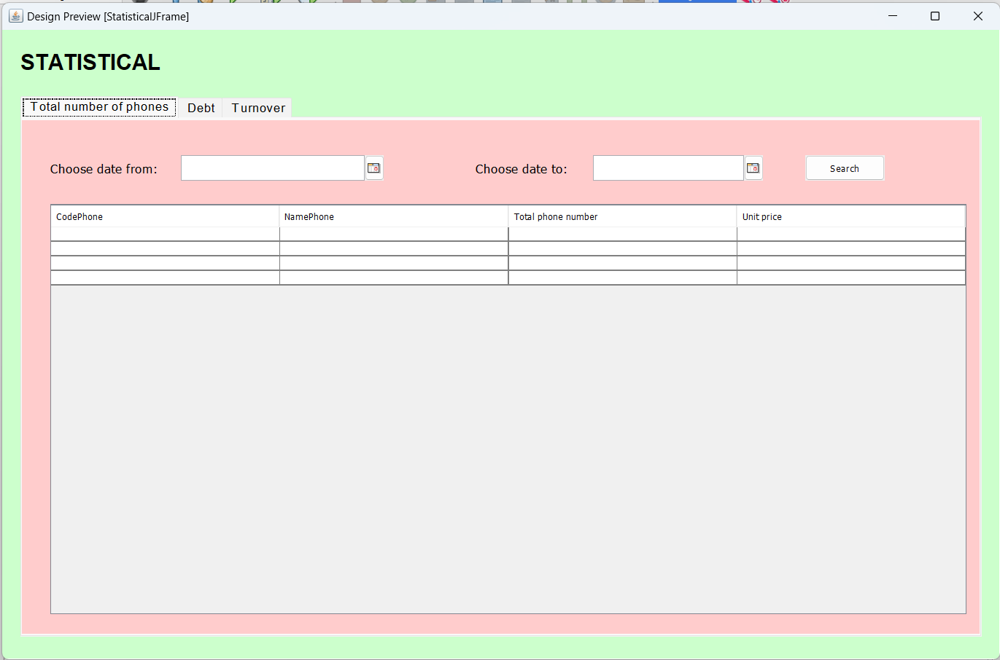 Design Preview [StatisticalJFrame]
STATISTICAL
Total number of phones Debt Turnover
Choose date from: Choose date to: Search
CodePhone NamePhone Total phone number Unit price